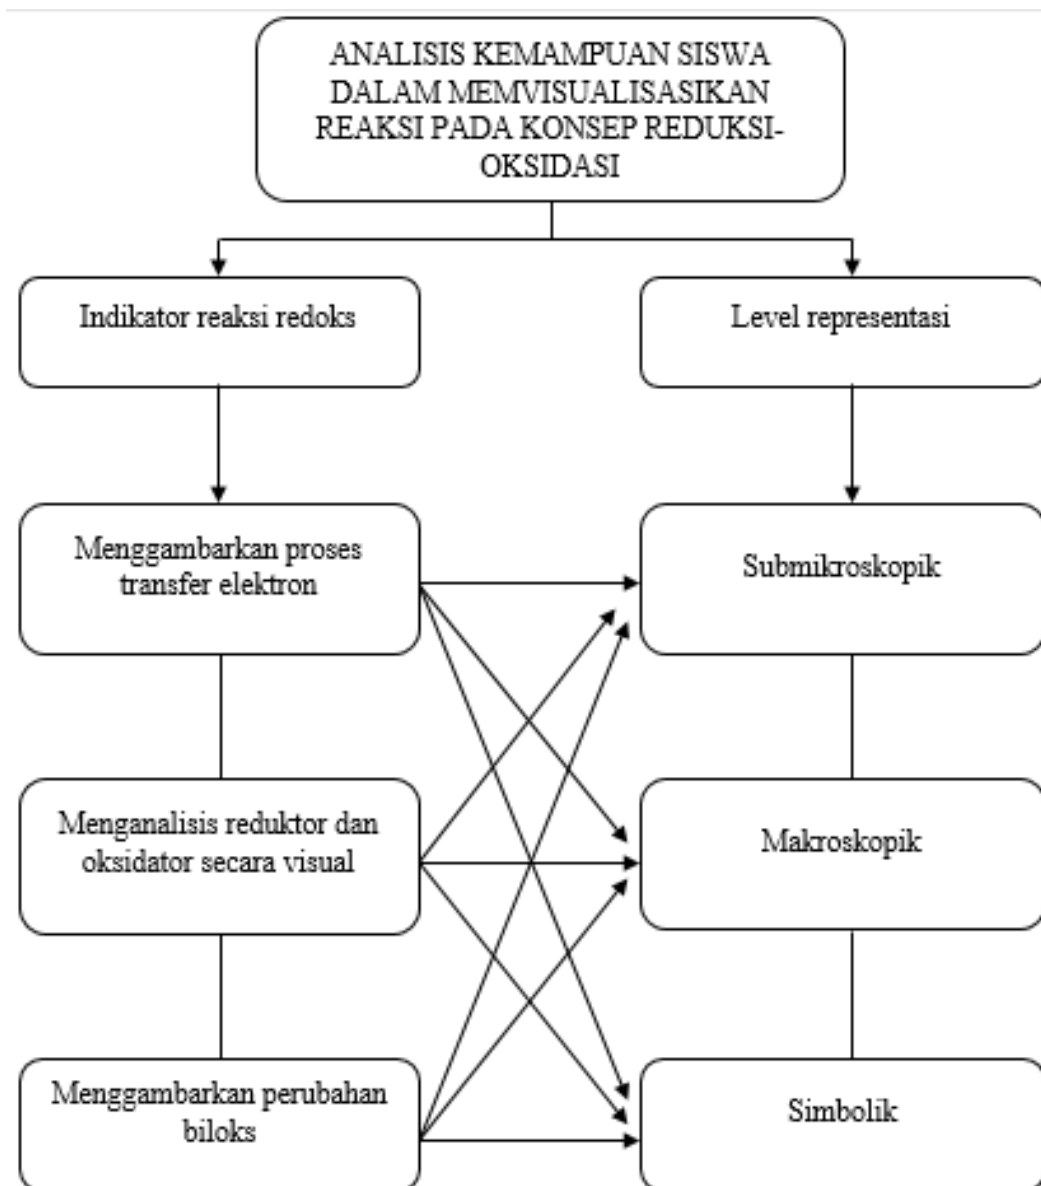 ANALISIS KEMAMPUAN SISWA
DALAM MEMVISUALISASIKAN
REAKSI PADA KONSEP REDUKSI-
OKSIDASI
Indikator reaksi redoks
Level representasi
Menggambarkan proses
transfer elektron
Submikroskopik
Menganalisis reduktor dan
oksidator secara visual
Makroskopik
Menggambarkan perubahan
biloks
Simbolik